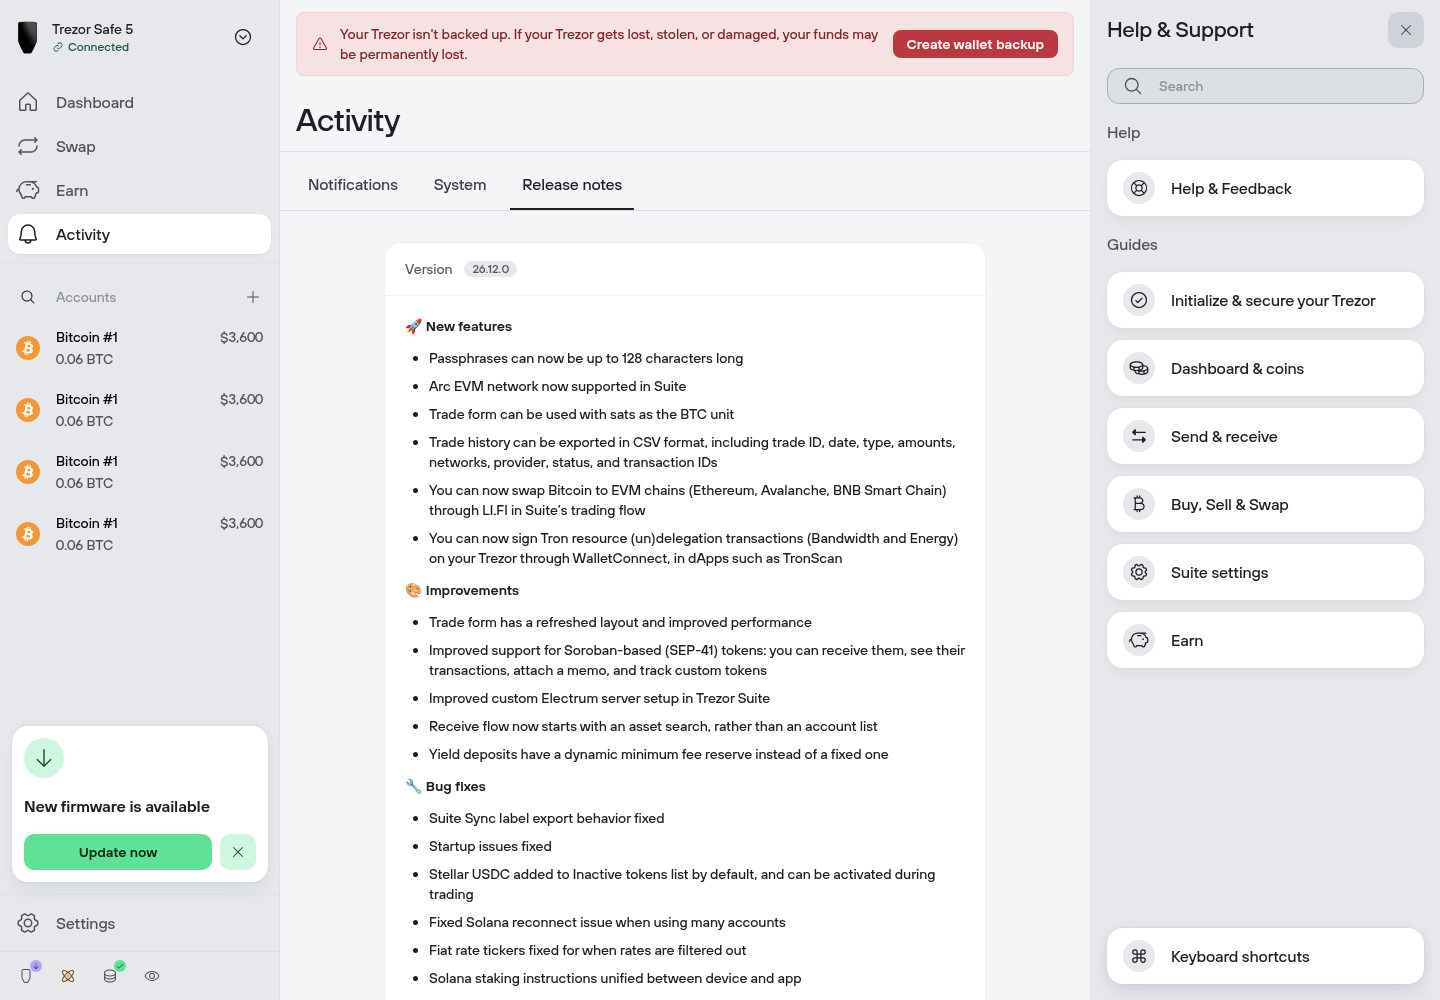 Trezor Safe 5
Connected
Dashboard
Swap
Earn
Activity
Accounts
Bitcoin #1 $3,600
0.06 BTC
Bitcoin #1 $3,600
0.06 BTC
Bitcoin #1 $3,600
0.06 BTC
Bitcoin #1 $3,600
0.06 BTC
New firmware is available
Update now
Settings
Your Trezor isn't backed up. If your Trezor gets lost, stolen, or damaged, your funds may
be permanently lost.
Create wallet backup
Activity
Notifications System Release notes
Version 26.12.0
🚀 New features
• Passphrases can now be up to 128 characters long
• Arc EVM network now supported in Suite
• Trade form can be used with sats as the BTC unit
• Trade history can be exported in CSV format, including trade ID, date, type, amounts,
networks, provider, status, and transaction IDs
• You can now swap Bitcoin to EVM chains (Ethereum, Avalanche, BNB Smart Chain)
through LI.FI in Suite's trading flow
• You can now sign Tron resource (un)delegation transactions (Bandwidth and Energy)
on your Trezor through WalletConnect, in dApps such as TronScan
🎨 Improvements
• Trade form has a refreshed layout and improved performance
• Improved support for Soroban-based (SEP-41) tokens: you can receive them, see their
transactions, attach a memo, and track custom tokens
• Improved custom Electrum server setup in Trezor Suite
• Receive flow now starts with an asset search, rather than an account list
• Yield deposits have a dynamic minimum fee reserve instead of a fixed one
🔧 Bug fixes
• Suite Sync label export behavior fixed
• Startup issues fixed
• Stellar USDC added to Inactive tokens list by default, and can be activated during
trading
• Fixed Solana reconnect issue when using many accounts
• Fiat rate tickers fixed for when rates are filtered out
• Solana staking instructions unified between device and app
Help & Support
Search
Help
Help & Feedback
Guides
Initialize & secure your Trezor
Dashboard & coins
Send & receive
Buy, Sell & Swap
Suite settings
Earn
Keyboard shortcuts